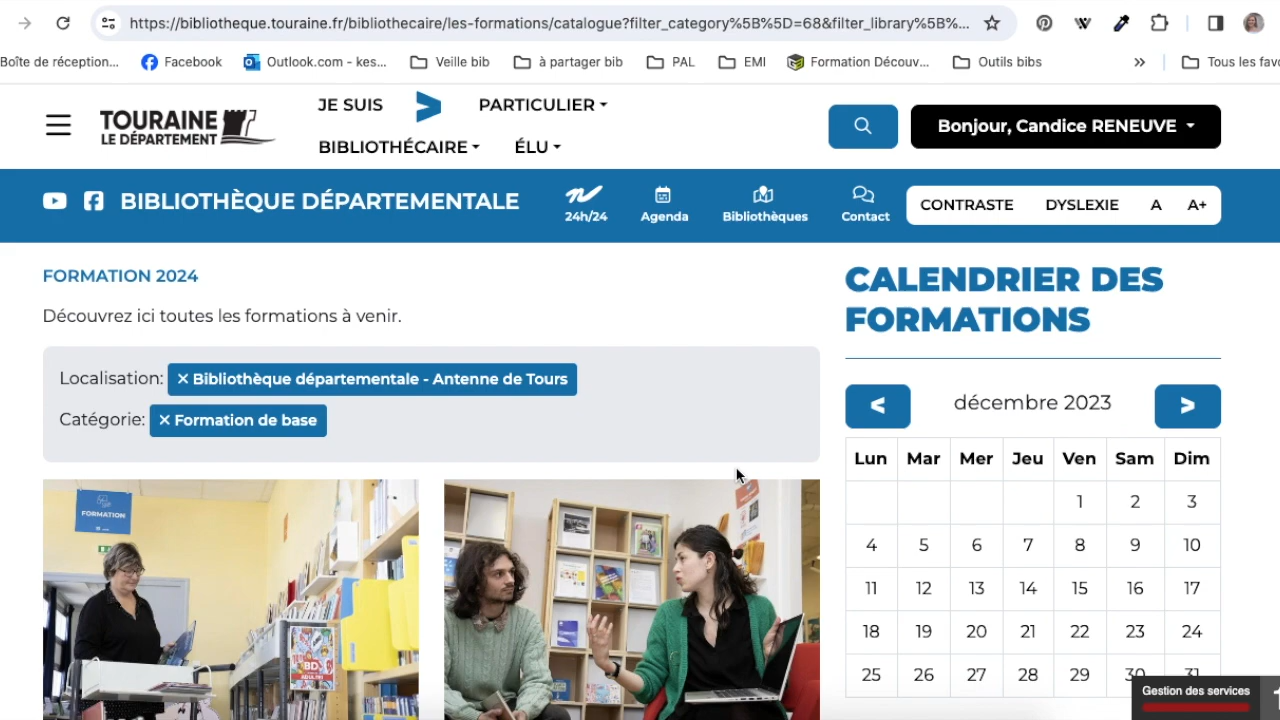 https://bibliotheque.touraine.fr/bibliothecaire/les-formations/catalogue?filter_category%5B%5D=68&filter_library%5B%...
Boîte de réception...
Facebook
Outlook.com - kes...
Veille bib
à partager bib
PAL
EMI
Formation Découv...
Outils bibs
»
Tous les favo
TOURAINE
LE DÉPARTEMENT
JE SUIS
PARTICULIER
BIBLIOTHÉCAIRE
ÉLU
Bonjour, Candice RENEUVE
BIBLIOTHÈQUE DÉPARTEMENTALE
24h/24
Agenda
Bibliothèques
Contact
CONTRASTE DYSLEXIE A A+
FORMATION 2024
Découvrez ici toutes les formations à venir.
Localisation: × Bibliothèque départementale - Antenne de Tours
Catégorie: × Formation de base
FORMATION
BD
ADULTE
CALENDRIER DES
FORMATIONS
< décembre 2023 >
Lun Mar Mer Jeu Ven Sam Dim
1 2 3
4 5 6 7 8 9 10
11 12 13 14 15 16 17
18 19 20 21 22 23 24
25 26 27 28 29 30 31
Gestion des services